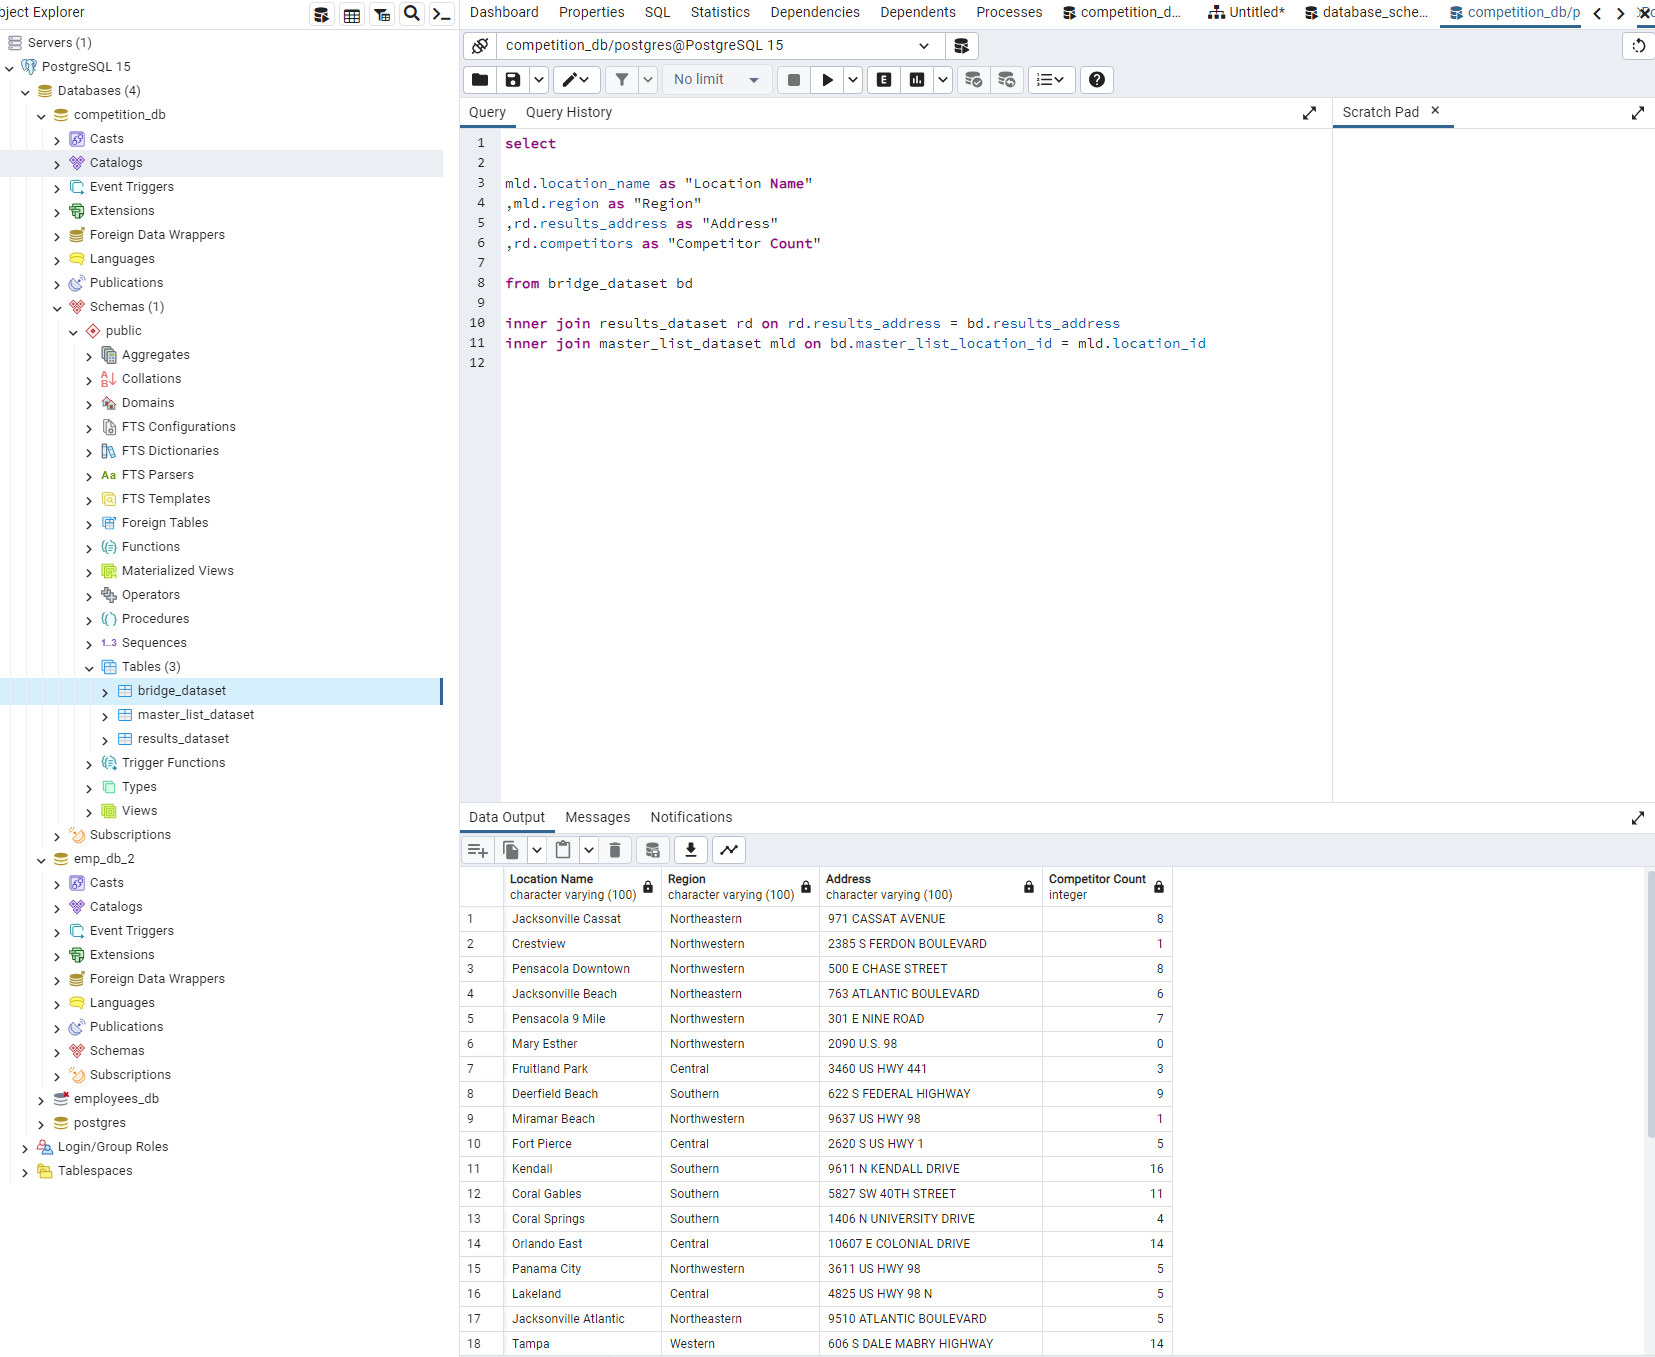 bject Explorer
Servers (1)
PostgreSQL 15
Databases (4)
competition_db
Casts
Catalogs
Event Triggers
Extensions
Foreign Data Wrappers
Languages
Publications
Schemas (1)
public
Aggregates
Collations
Domains
FTS Configurations
FTS Dictionaries
Aa FTS Parsers
FTS Templates
Foreign Tables
Functions
Materialized Views
Operators
Procedures
1..3 Sequences
Tables (3)
bridge_dataset
master_list_dataset
results_dataset
Trigger Functions
Types
Views
Subscriptions
emp_db_2
Casts
Catalogs
Event Triggers
Extensions
Foreign Data Wrappers
Languages
Publications
Schemas
Subscriptions
employees_db
postgres
Login/Group Roles
Tablespaces
Dashboard Properties SQL Statistics Dependencies Dependents Processes competition_d... Untitled* database_sche... competition_db/p
competition_db/postgres@PostgreSQL 15
No limit
E
Query Query History
Scratch Pad
1 select
2
3 mld.location_name as "Location Name"
4 ,mld.region as "Region"
5 ,rd.results_address as "Address"
6 ,rd.competitors as "Competitor Count"
7
8 from bridge_dataset bd
9
10 inner join results_dataset rd on rd.results_address = bd.results_address
11 inner join master_list_dataset mld on bd.master_list_location_id = mld.location_id
12
Data Output Messages Notifications
Location Name Region Address Competitor Count
character varying (100) character varying (100) character varying (100) integer
1 Jacksonville Cassat Northeastern 971 CASSAT AVENUE 8
2 Crestview Northwestern 2385 S FERDON BOULEVARD 1
3 Pensacola Downtown Northwestern 500 E CHASE STREET 8
4 Jacksonville Beach Northeastern 763 ATLANTIC BOULEVARD 6
5 Pensacola 9 Mile Northwestern 301 E NINE ROAD 7
6 Mary Esther Northwestern 2090 U.S. 98 0
7 Fruitland Park Central 3460 US HWY 441 3
8 Deerfield Beach Southern 622 S FEDERAL HIGHWAY 9
9 Miramar Beach Northwestern 9637 US HWY 98 1
10 Fort Pierce Central 2620 S US HWY 1 5
11 Kendall Southern 9611 N KENDALL DRIVE 16
12 Coral Gables Southern 5827 SW 40TH STREET 11
13 Coral Springs Southern 1406 N UNIVERSITY DRIVE 4
14 Orlando East Central 10607 E COLONIAL DRIVE 14
15 Panama City Northwestern 3611 US HWY 98 5
16 Lakeland Central 4825 US HWY 98 N 5
17 Jacksonville Atlantic Northeastern 9510 ATLANTIC BOULEVARD 5
18 Tampa Western 606 S DALE MABRY HIGHWAY 14